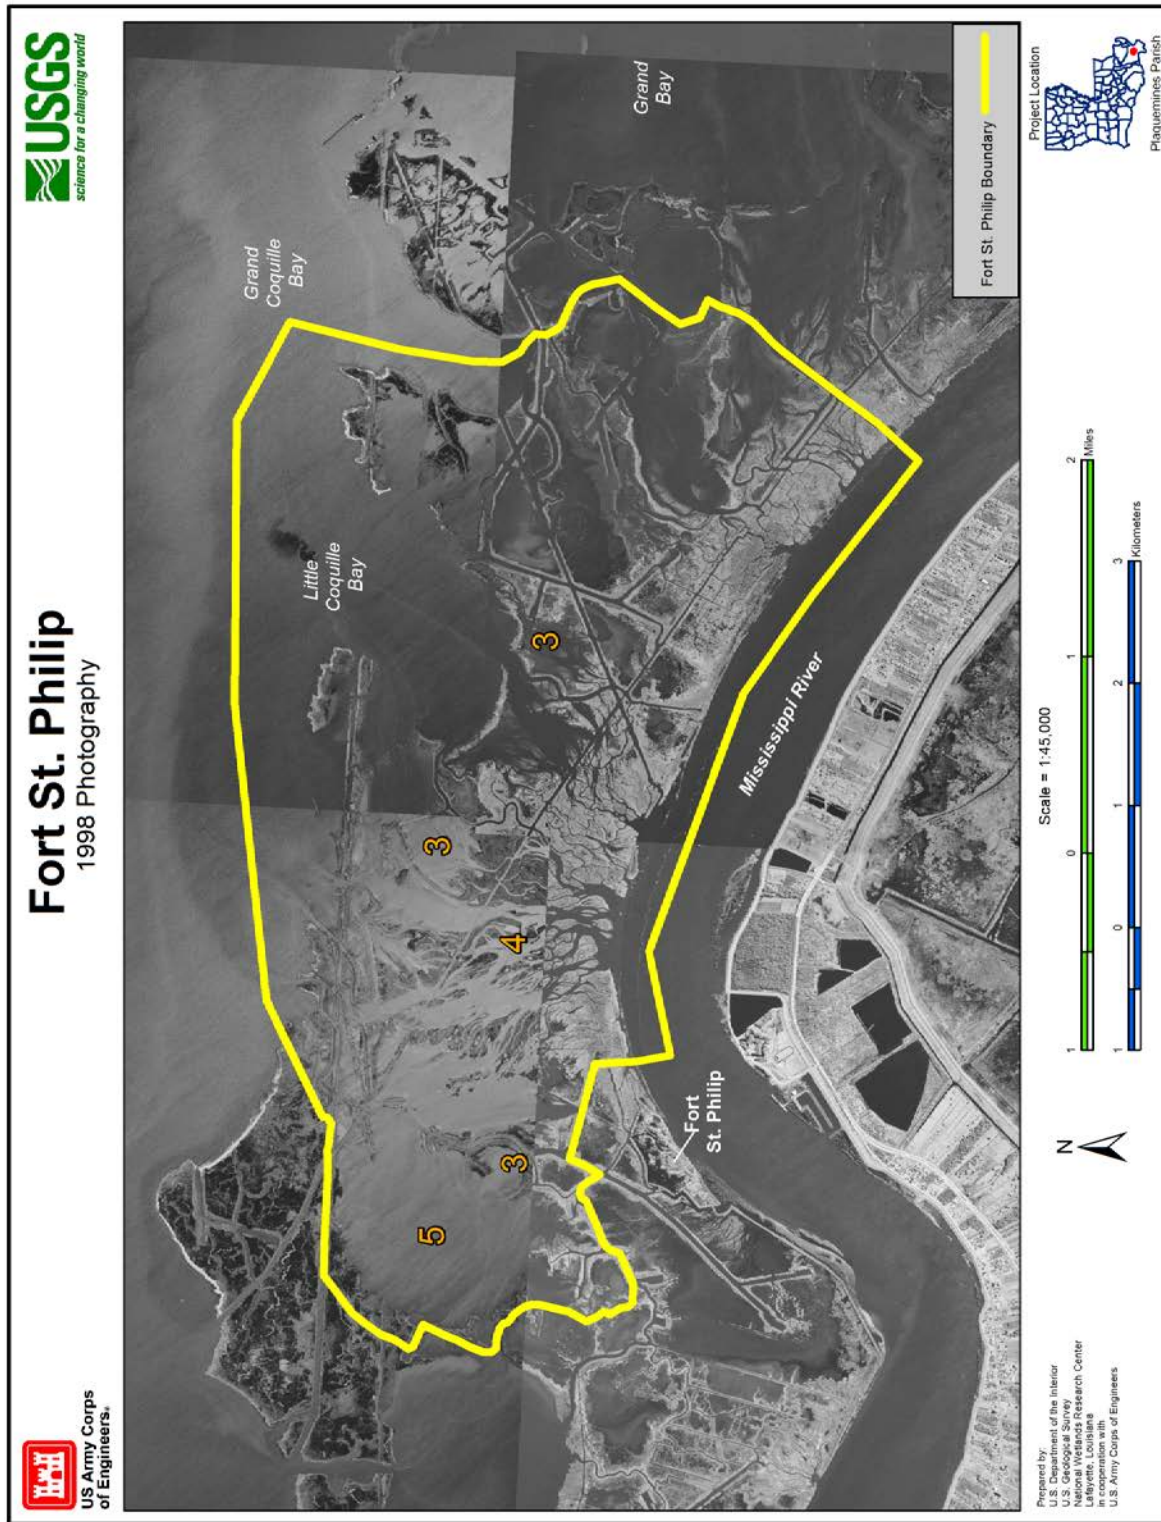 US Army Corps
of Engineers®
Fort St. Philip
1998 Photography
USGS
science for a changing world
Grand
Coquille
Bay
Grand
Bay
Little
Coquille
Bay
5
3
4
3
3
Fort
St. Philip
Mississippi River
Fort St. Philip Boundary
Prepared by:
U.S. Department of the Interior
U.S. Geological Survey
National Wetlands Research Center
Lafayette, Louisiana
in cooperation with
U.S. Army Corps of Engineers
N
Scale = 1:45,000
1 0 1 2
Miles
1 0 1 2 3
Kilometers
Project Location
Plaquemines Parish